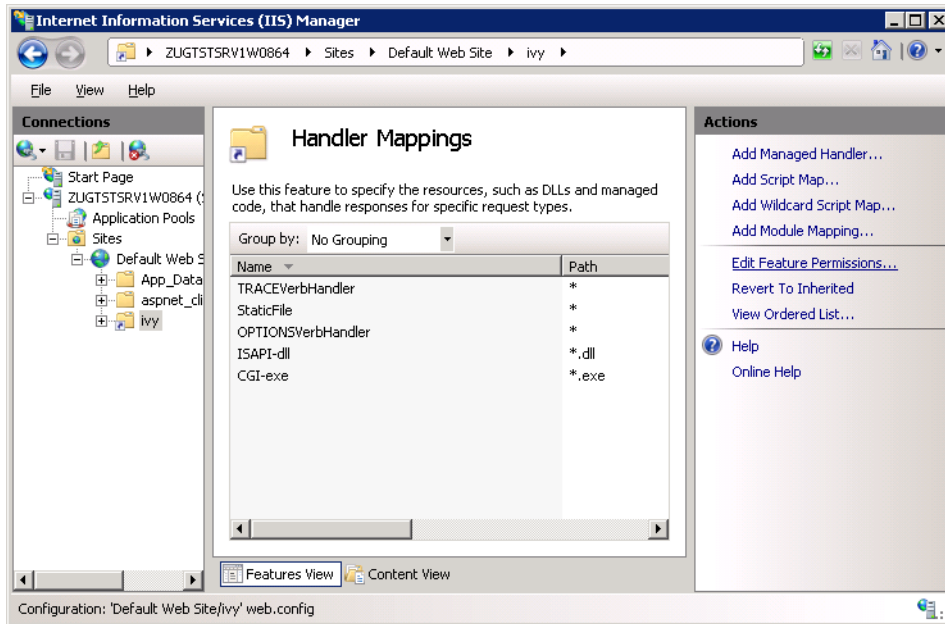 Internet Information Services (IIS) Manager
ZUGTSTSRV1W0864 Sites Default Web Site ivy
File View Help
Connections
Start Page
ZUGTSTSRV1W0864 (
Application Pools
Sites
Default Web S
App_Data
aspnet_cli
ivy
Handler Mappings
Use this feature to specify the resources, such as DLLs and managed
code, that handle responses for specific request types.
Group by: No Grouping
Name Path
TRACEVerbHandler *
StaticFile *
OPTIONSVerbHandler *
ISAPI-dll *.dll
CGI-exe *.exe
Features View Content View
Actions
Add Managed Handler...
Add Script Map...
Add Wildcard Script Map...
Add Module Mapping...
Edit Feature Permissions...
Revert To Inherited
View Ordered List...
Help
Online Help
Configuration: 'Default Web Site/ivy' web.config